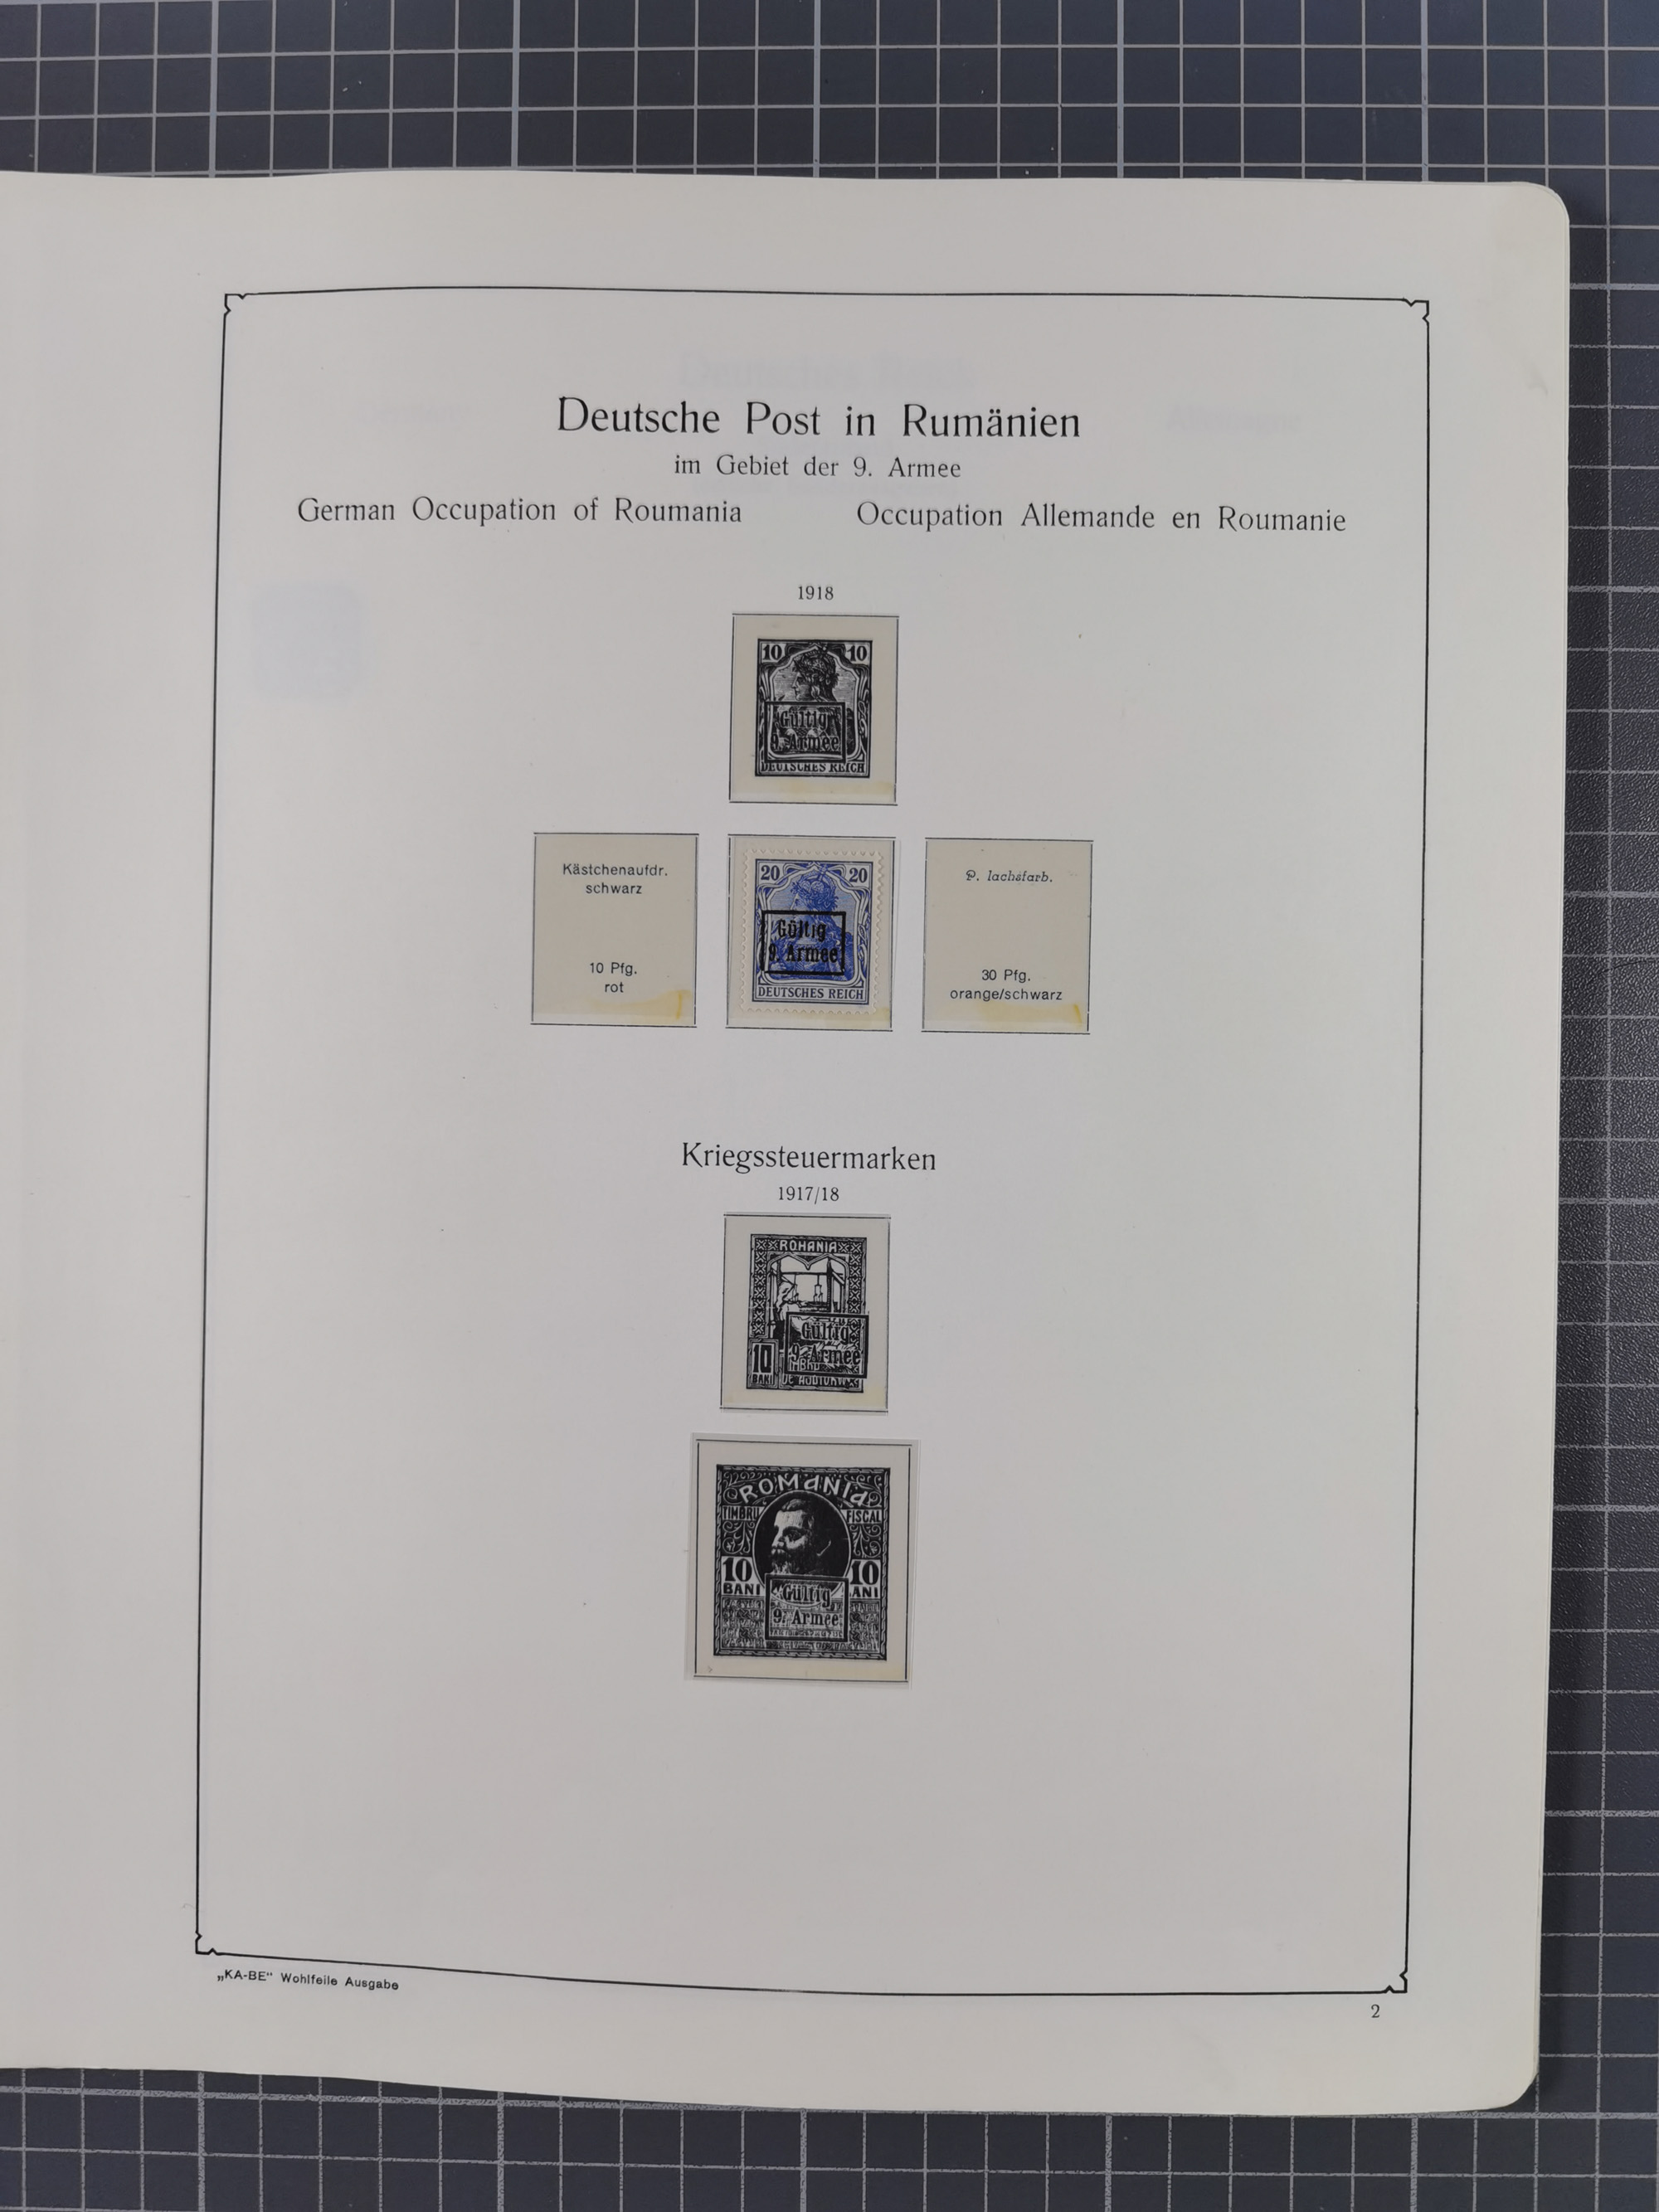 Deutsche Post in Rumänien
im Gebiet der 9. Armee
German Occupation of Roumania
Occupation Allemande en Roumanie
1918
10 10
Gültig
9. Armee
DEUTSCHES REICH
Kästchenaufdr.
schwarz
10 Pfg.
rot
20 20
Gültig
9. Armee
DEUTSCHES REICH
P. lachsfarb.
30 Pfg.
orange/schwarz
Kriegssteuermarken
1917/18
ROMANIA
Gültig
9. Armee
10
BANI
ROMANIA
TIMBRU FISCAL
10 10
BANI ANI
Gültig
9. Armee
„KA-BE“ Wohlfeile Ausgabe
2